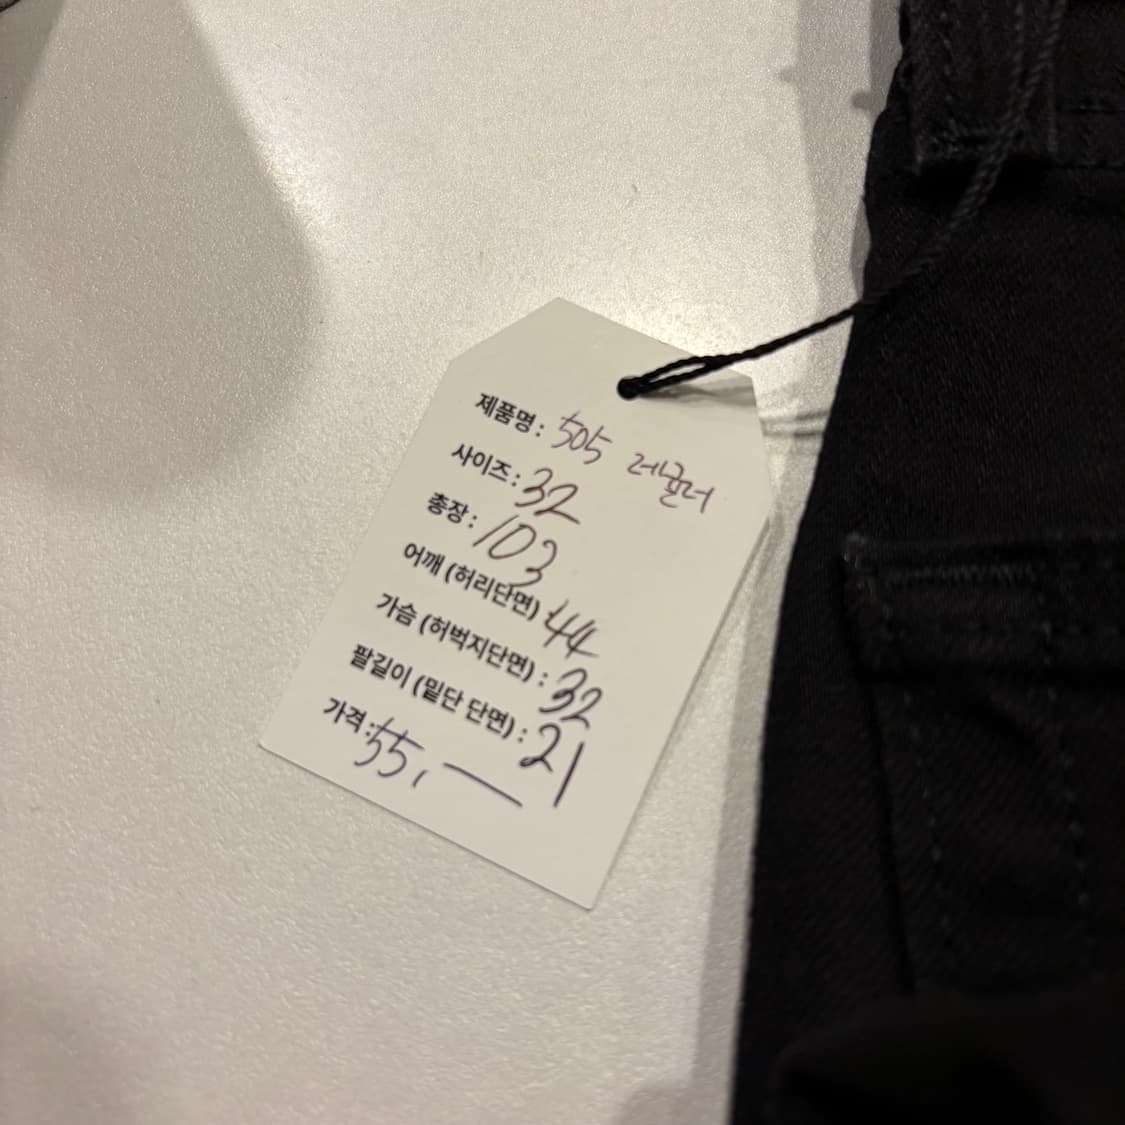 제품명 : 505 레귤러
사이즈 : 32
총장 : 103
어깨 (허리단면) 44
가슴 (허벅지단면) : 32
팔길이 (밑단 단면) : 21
가격 : 55,—